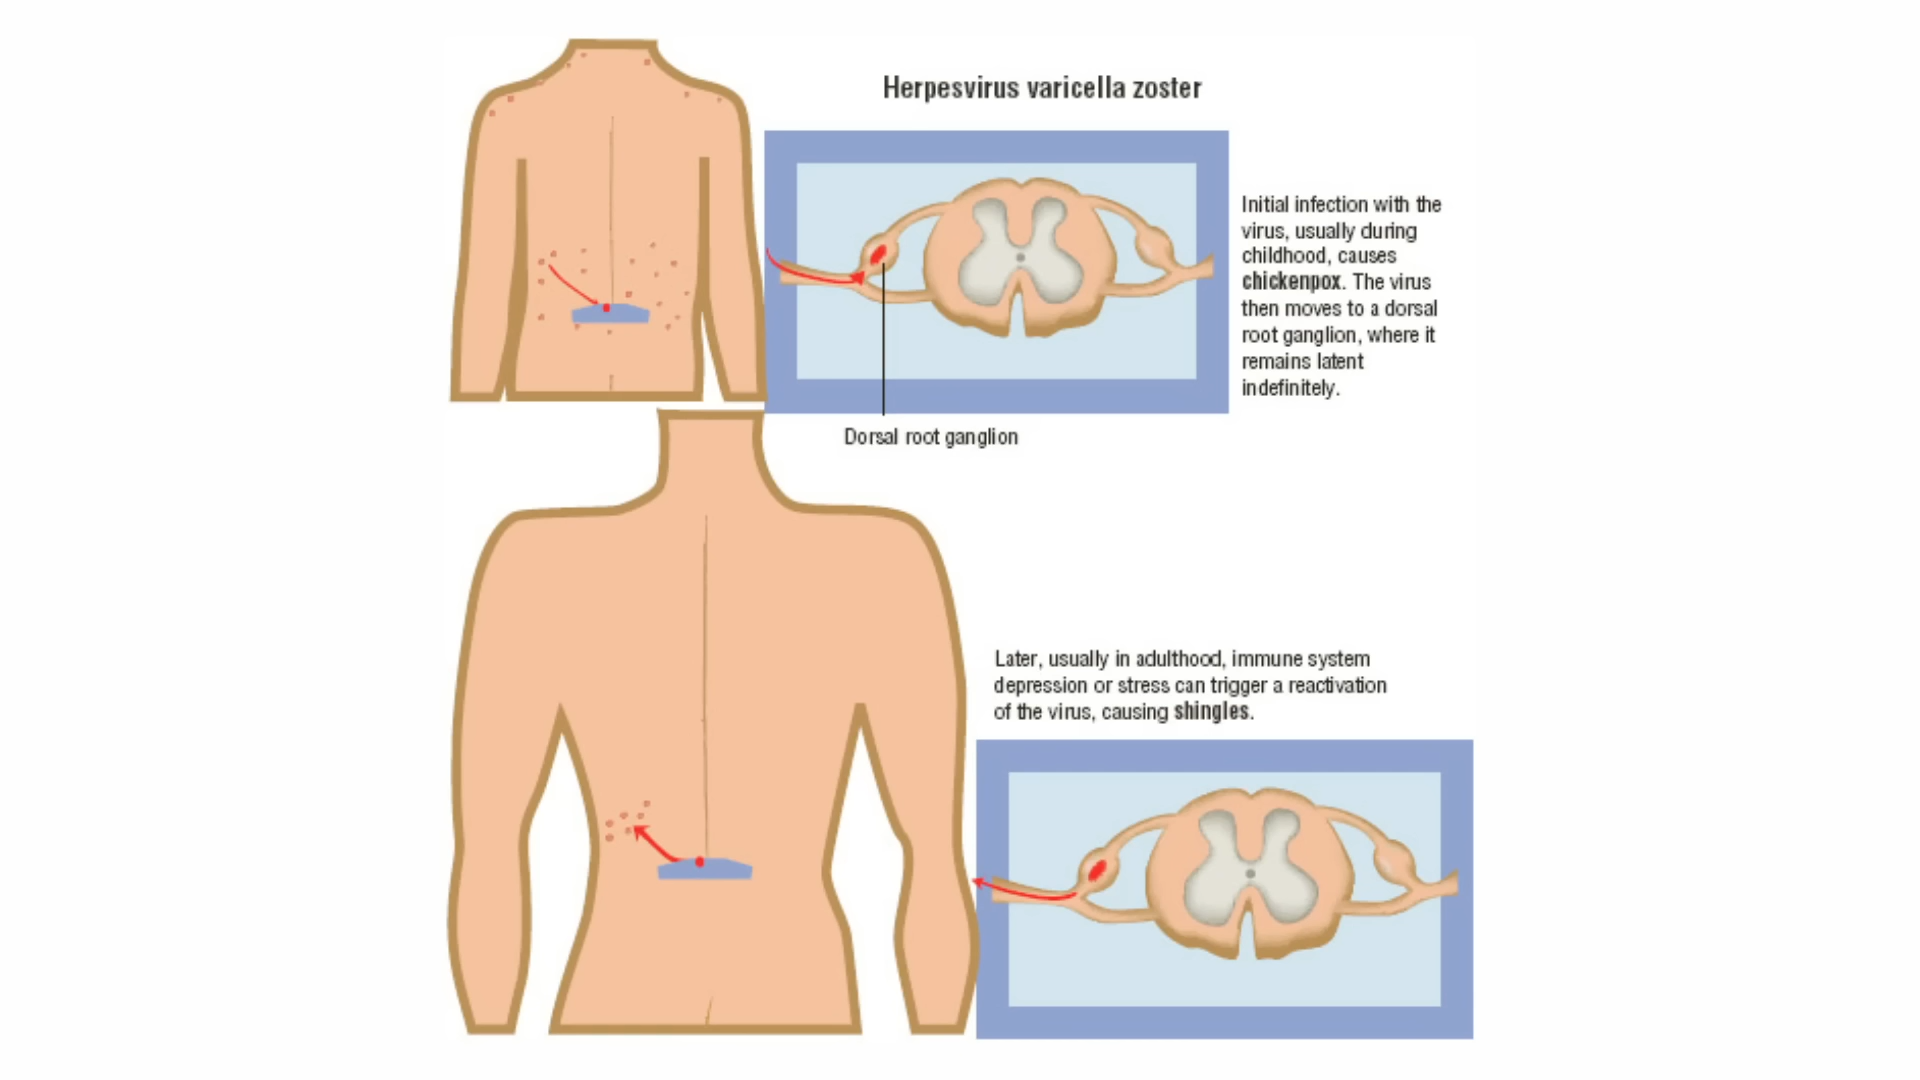 Herpesvirus varicella zoster
Initial infection with the
virus, usually during
childhood, causes
chickenpox. The virus
then moves to a dorsal
root ganglion, where it
remains latent
indefinitely.
Dorsal root ganglion
Later, usually in adulthood, immune system
depression or stress can trigger a reactivation
of the virus, causing shingles.